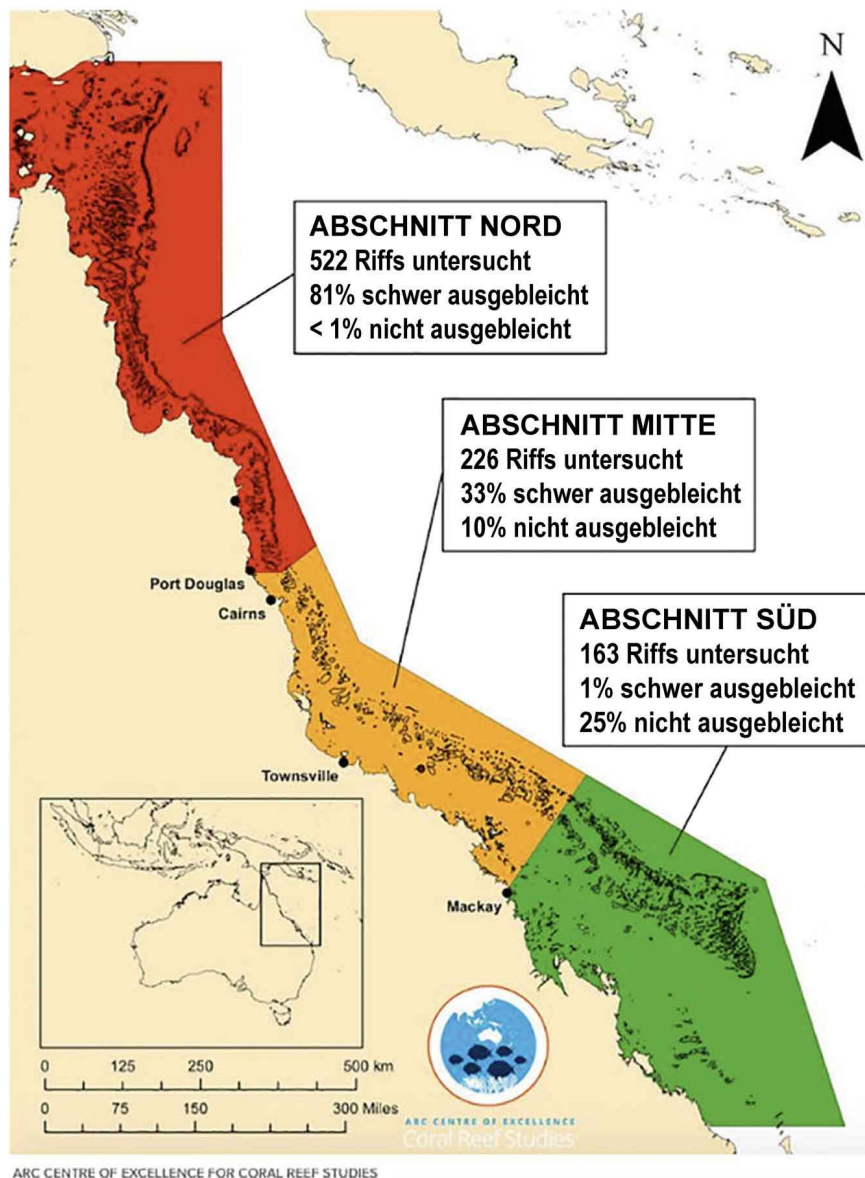 N
ABSCHNITT NORD
522 Riffs untersucht
81% schwer ausgebleicht
< 1% nicht ausgebleicht
ABSCHNITT MITTE
226 Riffs untersucht
33% schwer ausgebleicht
10% nicht ausgebleicht
Port Douglas
Cairns
ABSCHNITT SÜD
163 Riffs untersucht
1% schwer ausgebleicht
25% nicht ausgebleicht
Townsville
Mackay
0 125 250 500 km
0 75 150 300 Miles
ARC CENTRE OF EXCELLENCE
Coral Reef Studies
ARC CENTRE OF EXCELLENCE FOR CORAL REEF STUDIES